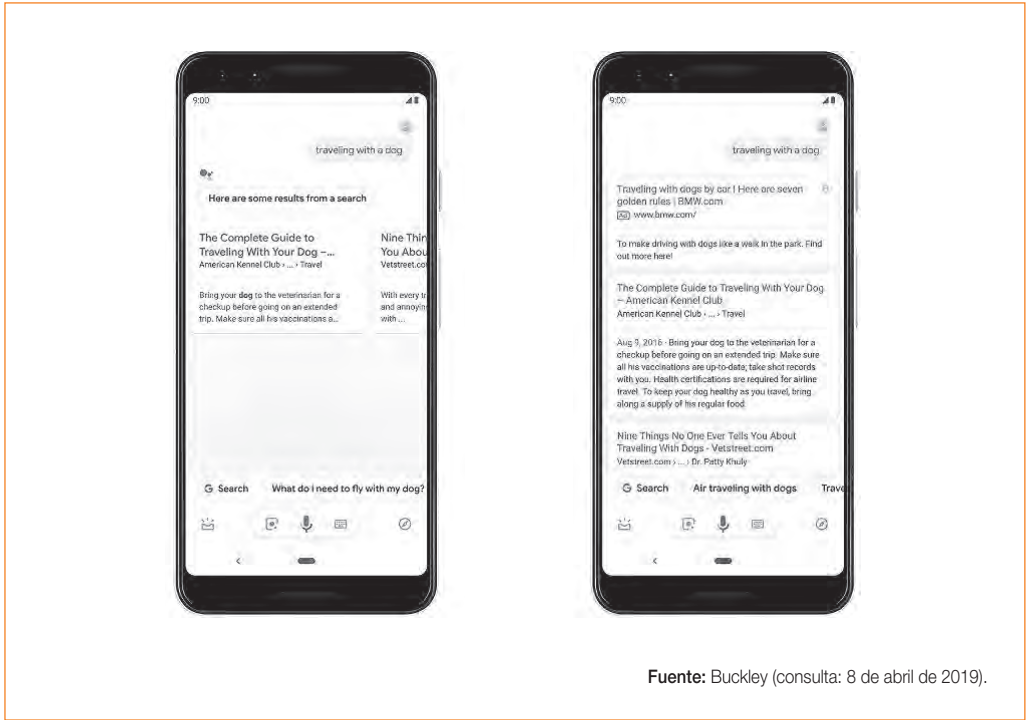 9:00
traveling with a dog
Here are some results from a search
The Complete Guide to
Traveling With Your Dog –...
American Kennel Club › ... › Travel
Bring your dog to the veterinarian for a
checkup before going on an extended
trip. Make sure all his vaccinations a...
Nine Thin
You Abou
Vetstreet.co
With every tr
and annoyin
with ...
G Search
What do i need to fly with my dog?
9:00
traveling with a dog
Traveling with dogs by car | Here are seven
golden rules | BMW.com
Ad www.bmw.com/
To make driving with dogs like a walk in the park. Find
out more here!
The Complete Guide to Traveling With Your Dog
– American Kennel Club
American Kennel Club › ... › Travel
Aug 9, 2016 - Bring your dog to the veterinarian for a
checkup before going on an extended trip. Make sure
all his vaccinations are up-to-date; take shot records
with you. Health certifications are required for airline
travel. To keep your dog healthy as you travel, bring
along a supply of his regular food.
Nine Things No One Ever Tells You About
Traveling With Dogs - Vetstreet.com
Vetstreet.com › ... › Dr. Patty Khuly
G Search
Air traveling with dogs
Trave
Fuente: Buckley (consulta: 8 de abril de 2019).